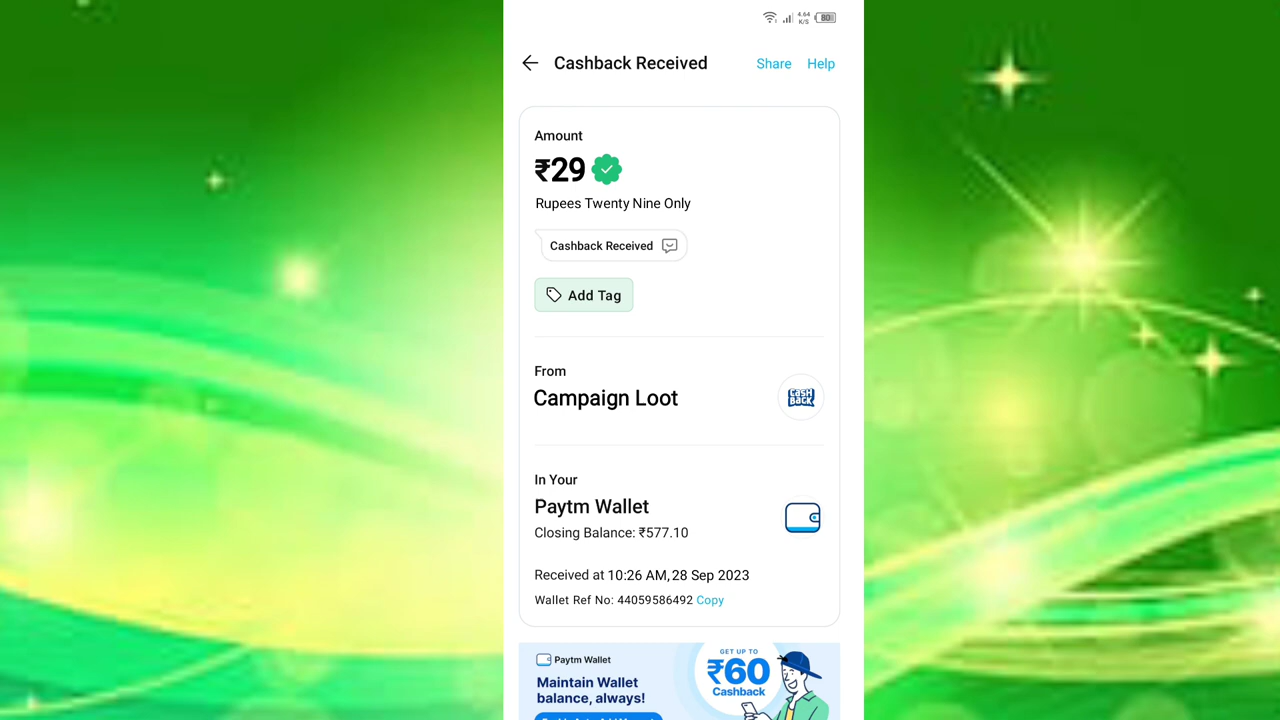 4.64
K/S
80
Cashback Received
Share
Help
Amount
₹29
Rupees Twenty Nine Only
Cashback Received
Add Tag
From
Campaign Loot
CASH
BACK
In Your
Paytm Wallet
Closing Balance: ₹577.10
Received at 10:26 AM, 28 Sep 2023
Wallet Ref No: 44059586492 Copy
Paytm Wallet
Maintain Wallet
balance, always!
GET UP TO
₹60
Cashback